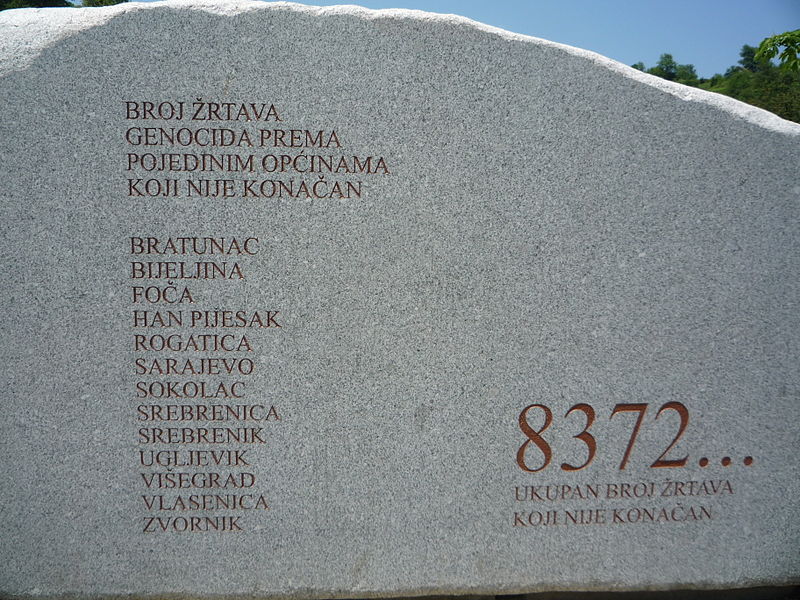 BROJ ŽRTAVA
GENOCIDA PREMA
POJEDINIM OPĆINAMA
KOJI NIJE KONAČAN
BRATUNAC
BIJELJINA
FOČA
HAN PIJESAK
ROGATICA
SARAJEVO
SOKOLAC
SREBRENICA
SREBRENIK
UGLJEVIK
VIŠEGRAD
VLASENICA
ZVORNIK
8372...
UKUPAN BROJ ŽRTAVA
KOJI NIJE KONAČAN